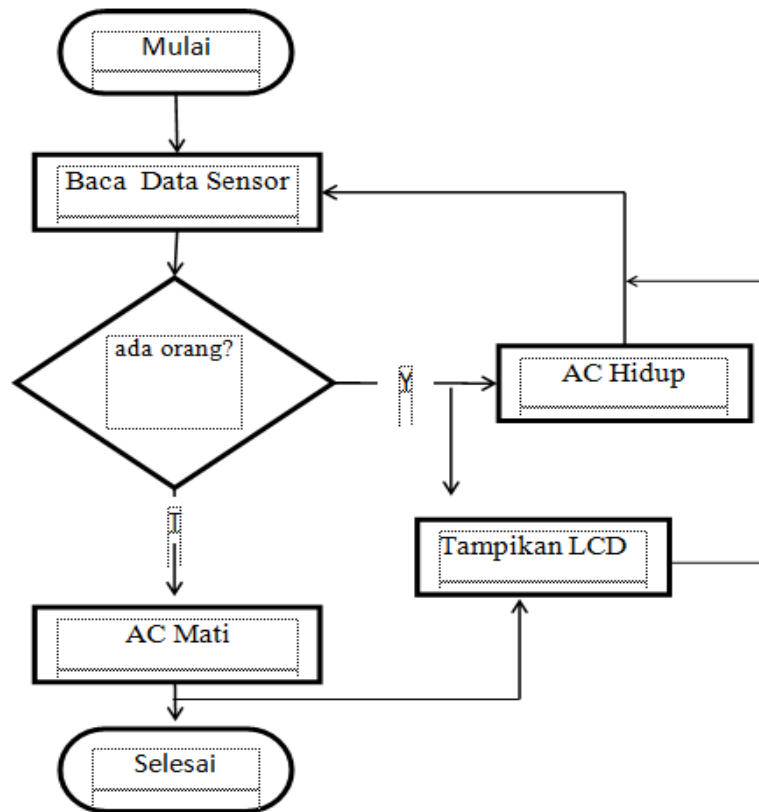 Mulai
Baca Data Sensor
ada orang?
Y
AC Hidup
T
Tampikan LCD
AC Mati
Selesai